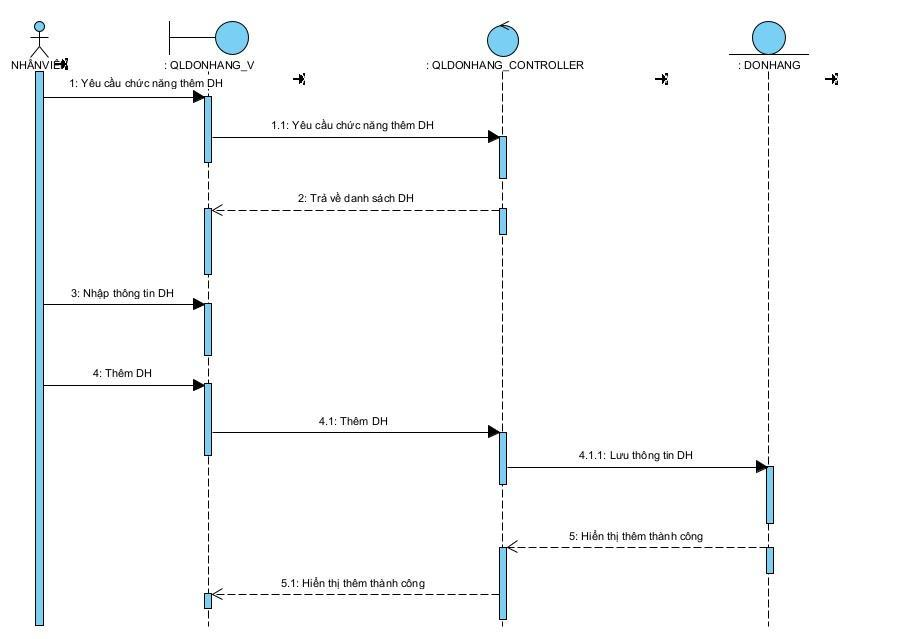 NHÂNVIÊN
: QLDONHANG_V
: QLDONHANG_CONTROLLER
: DONHANG
1: Yêu cầu chức năng thêm DH
1.1: Yêu cầu chức năng thêm DH
2: Trả về danh sách DH
3: Nhập thông tin DH
4: Thêm DH
4.1: Thêm DH
4.1.1: Lưu thông tin DH
5: Hiển thị thêm thành công
5.1: Hiển thị thêm thành công